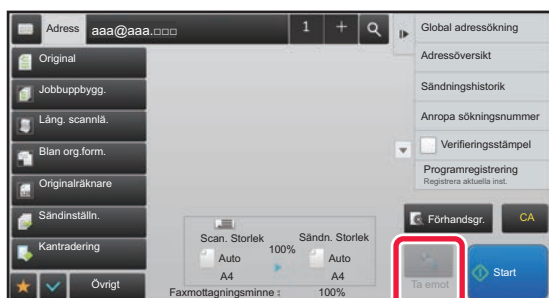 Adress
aaa@aaa.□□□
1
+
Original
Jobbuppbygg.
Lång. scannlä.
Blan org.form.
Originalräknare
Sändinställn.
Kantradering
Övrigt
Scan. Storlek
100%
Sändn. Storlek
Auto
A4
Auto
A4
Faxmottagningsminne : 100%
Global adressökning
Adressöversikt
Sändningshistorik
Anropa sökningsnummer
Verifieringsstämpel
Programregistrering
Registrera aktuella inst.
Förhandsgr.
CA
Ta emot
Start